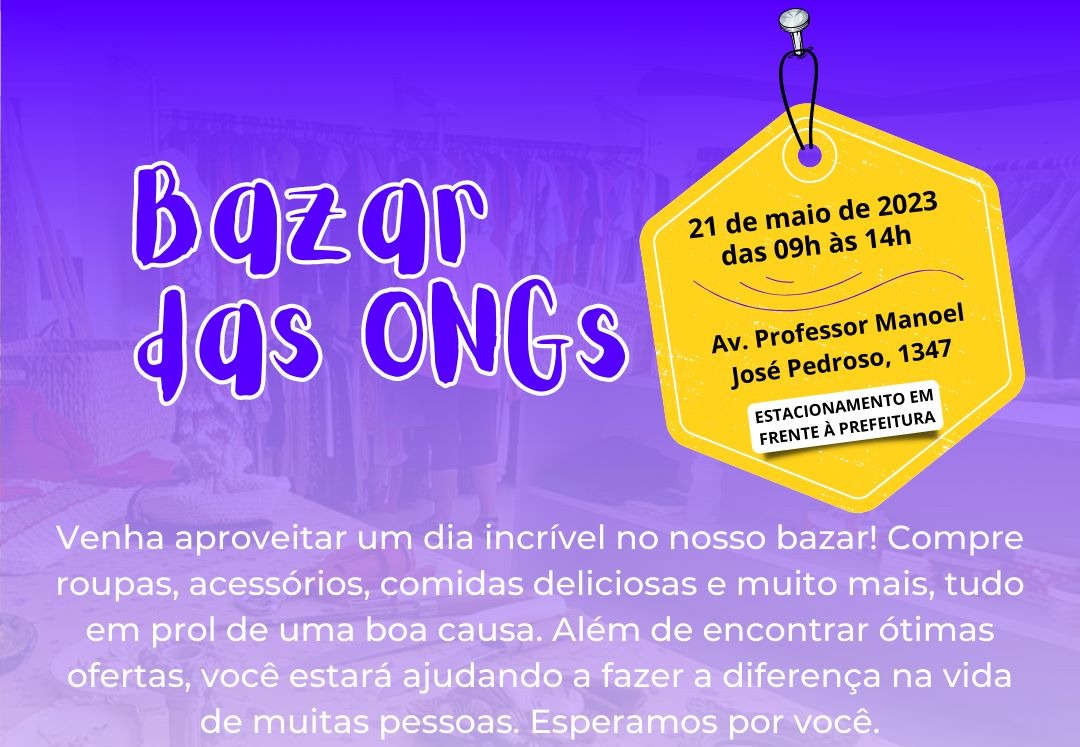 Bazar
das ONGs
21 de maio de 2023
das 09h às 14h
Av. Professor Manoel
José Pedroso, 1347
ESTACIONAMENTO EM
FRENTE À PREFEITURA
Venha aproveitar um dia incrível no nosso bazar! Compre
roupas, acessórios, comidas deliciosas e muito mais, tudo
em prol de uma boa causa. Além de encontrar ótimas
ofertas, você estará ajudando a fazer a diferença na vida
de muitas pessoas. Esperamos por você.